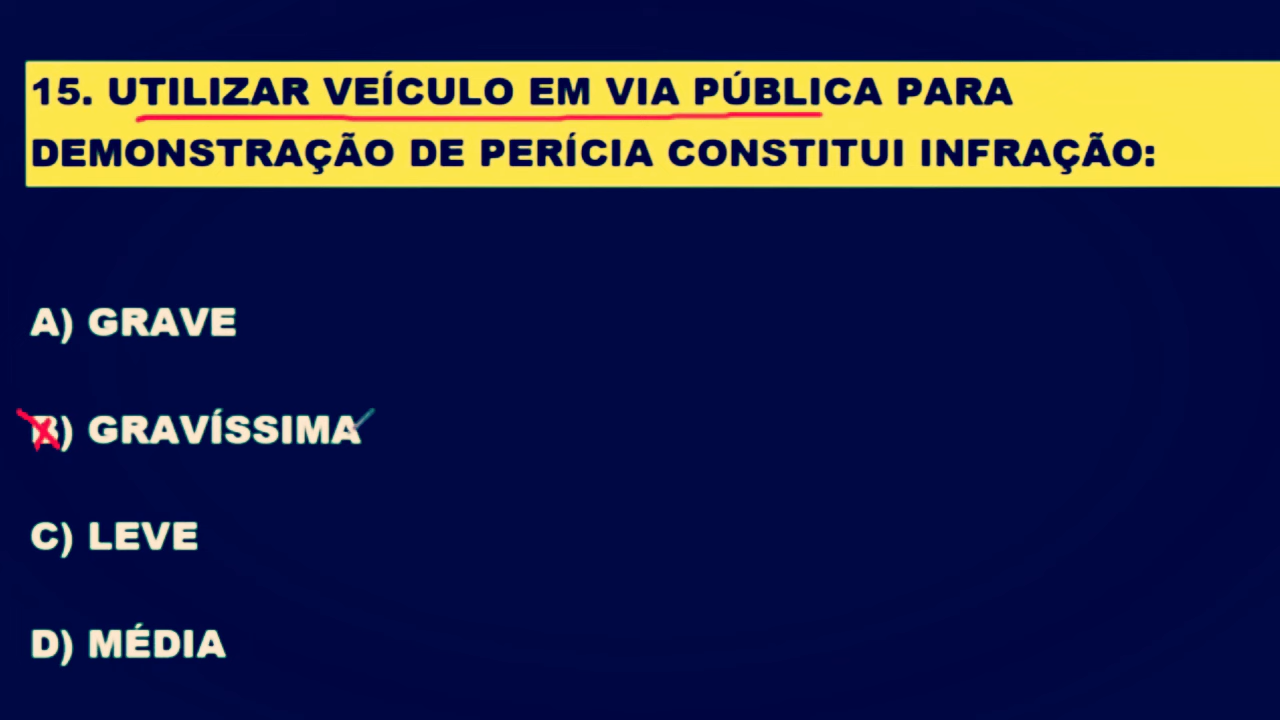 15. UTILIZAR VEÍCULO EM VIA PÚBLICA PARA
DEMONSTRAÇÃO DE PERÍCIA CONSTITUI INFRAÇÃO:
A) GRAVE
B) GRAVÍSSIMA
C) LEVE
D) MÉDIA